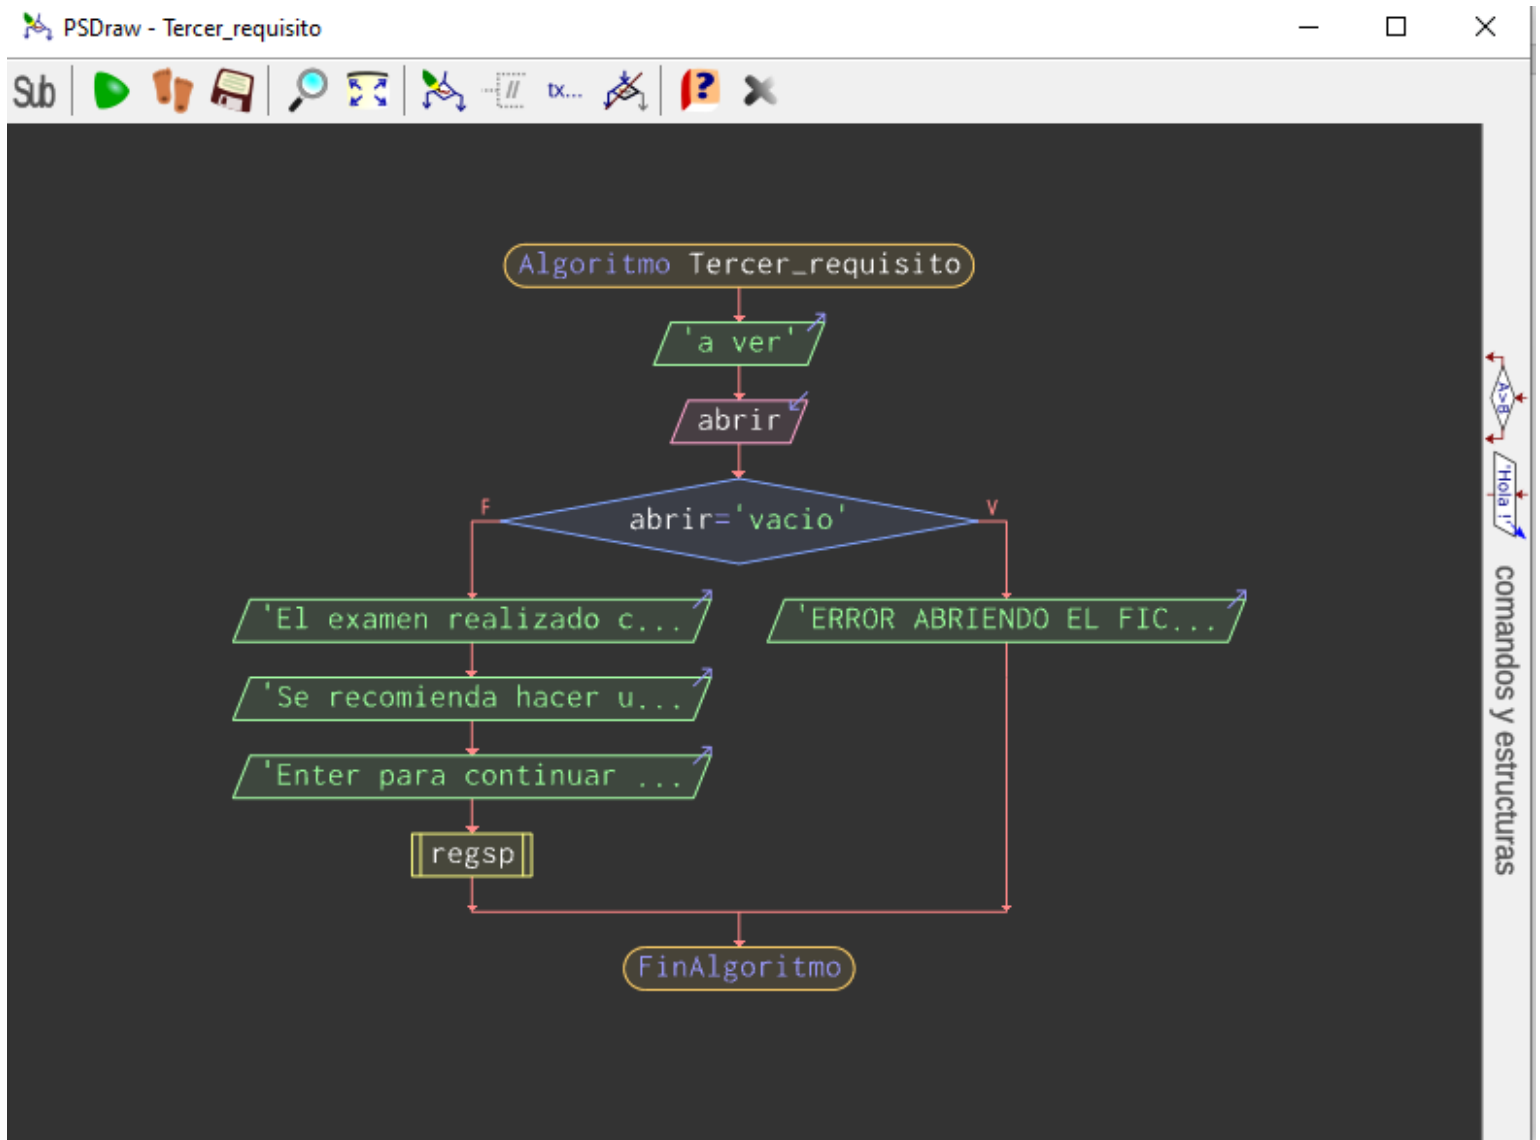 PSDraw - Tercer_requisito
Sub
tx...
?
Algoritmo Tercer_requisito
'a ver'
abrir
abrir='vacio'
F
V
'El examen realizado c...
'ERROR ABRIENDO EL FIC...
'Se recomienda hacer u...
'Enter para continuar ...
regsp
FinAlgoritmo
A>B
'Hola !'
comandos y estructuras